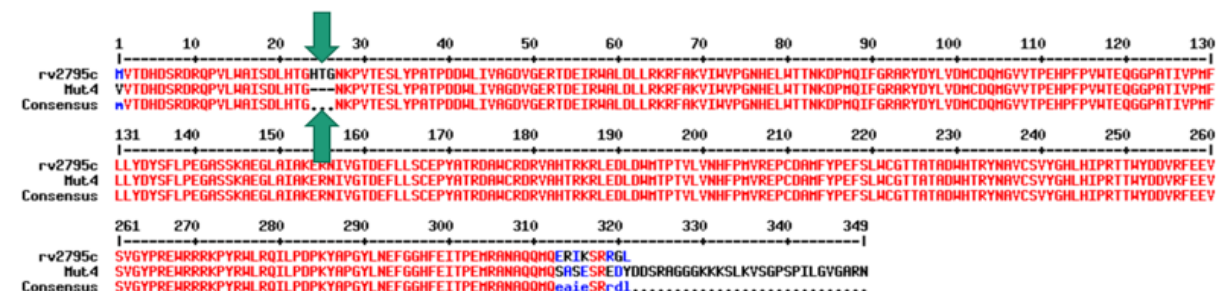 1 10 20 30 40 50 60 70 80 90 100 110 120 130
|--------+---------+---------+---------+---------+---------+---------+---------+---------+---------+---------+---------+---------|
rv2795c MVTDHDSRDRQPVLWAISDLHTGHTGNKPVTESLYPATPDDWLIVAGDVGERTDEIRWALDLLRKRFAKVIWVPGNHELWTTNKDPMQIFGRARYDYLVDMCDQMGVVTPEHPFPVWTEQGGPATIVPMF
Mut4 VVTDHDSRDRQPVLWAISDLHTG---NKPVTESLYPATPDDWLIVAGDVGERTDEIRWALDLLRKRFAKVIWVPGNHELWTTNKDPMQIFGRARYDYLVDMCDQMGVVTPEHPFPVWTEQGGPATIVPMF
Consensus mVTDHDSRDRQPVLWAISDLHTG...NKPVTESLYPATPDDWLIVAGDVGERTDEIRWALDLLRKRFAKVIWVPGNHELWTTNKDPMQIFGRARYDYLVDMCDQMGVVTPEHPFPVWTEQGGPATIVPMF
131 140 150 160 170 180 190 200 210 220 230 240 250 260
|--------+---------+---------+---------+---------+---------+---------+---------+---------+---------+---------+---------+---------|
rv2795c LLYDYSFLPEGASSKAEGLAIAKERNIVGTDEFLLSCEPYATRDAWCRDRVAHTRKRLEDLDWMTPTVLVNHFPMVREPCDAMFYPEFSLWCGTTATADWHTRYNAVCSVYGHLHIPRTTWYDDVRFEEV
Mut4 LLYDYSFLPEGASSKAEGLAIAKERNIVGTDEFLLSCEPYATRDAWCRDRVAHTRKRLEDLDWMTPTVLVNHFPMVREPCDAMFYPEFSLWCGTTATADWHTRYNAVCSVYGHLHIPRTTWYDDVRFEEV
Consensus LLYDYSFLPEGASSKAEGLAIAKERNIVGTDEFLLSCEPYATRDAWCRDRVAHTRKRLEDLDWMTPTVLVNHFPMVREPCDAMFYPEFSLWCGTTATADWHTRYNAVCSVYGHLHIPRTTWYDDVRFEEV
261 270 280 290 300 310 320 330 340 349
|--------+---------+---------+---------+---------+---------+---------+---------+--------|
rv2795c SVGYPREWRRRKPYRWLRQILPDPKYAPGYLNEFGGHFEITPEMRANAQQMQERIKSRRGL
Mut4 SVGYPREWRRRKPYRWLRQILPDPKYAPGYLNEFGGHFEITPEMRANAQQMQSASESREDYDDSRAGGGKKKSLKVSGPSPILGVGARN
Consensus SVGYPREWRRRKPYRWLRQILPDPKYAPGYLNEFGGHFEITPEMRANAQQMQeaieSRrdl............................